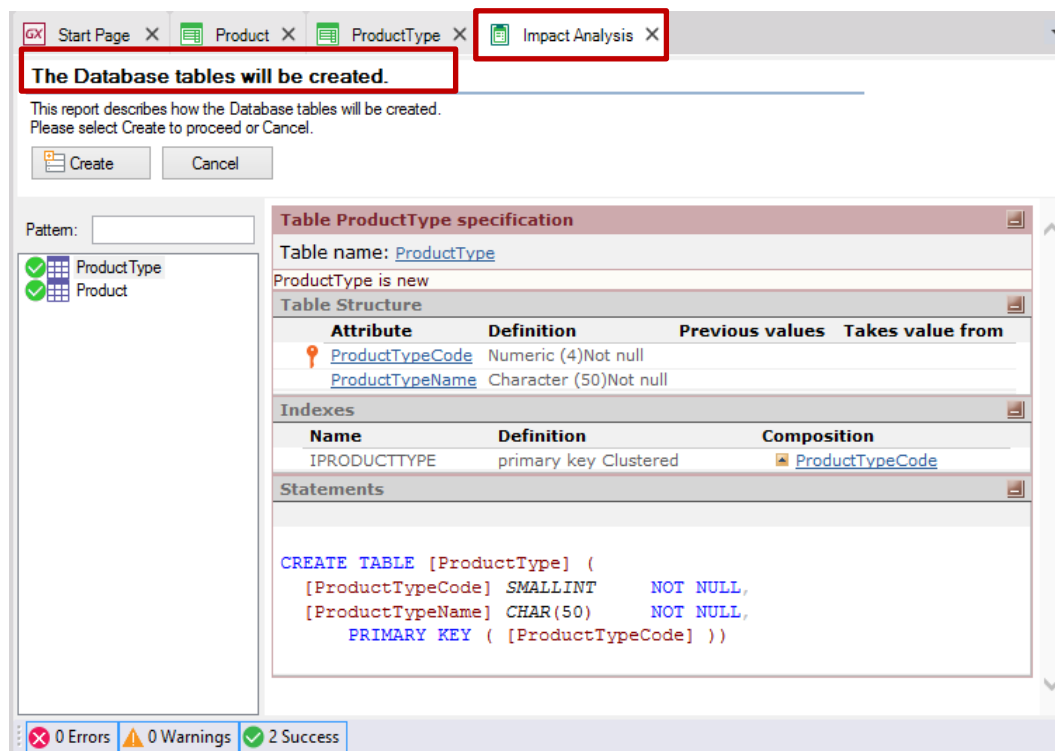 GX Start Page Product ProductType Impact Analysis
The Database tables will be created.
This report describes how the Database tables will be created.
Please select Create to proceed or Cancel.
Create Cancel
Pattern:
ProductType
Product
Table ProductType specification
Table name: ProductType
ProductType is new
Table Structure
Attribute Definition Previous values Takes value from
ProductTypeCode Numeric (4)Not null
ProductTypeName Character (50)Not null
Indexes
Name Definition Composition
IPRODUCTTYPE primary key Clustered ProductTypeCode
Statements
CREATE TABLE [ProductType] (
[ProductTypeCode] SMALLINT NOT NULL,
[ProductTypeName] CHAR(50) NOT NULL,
PRIMARY KEY ( [ProductTypeCode] ))
0 Errors 0 Warnings 2 Success